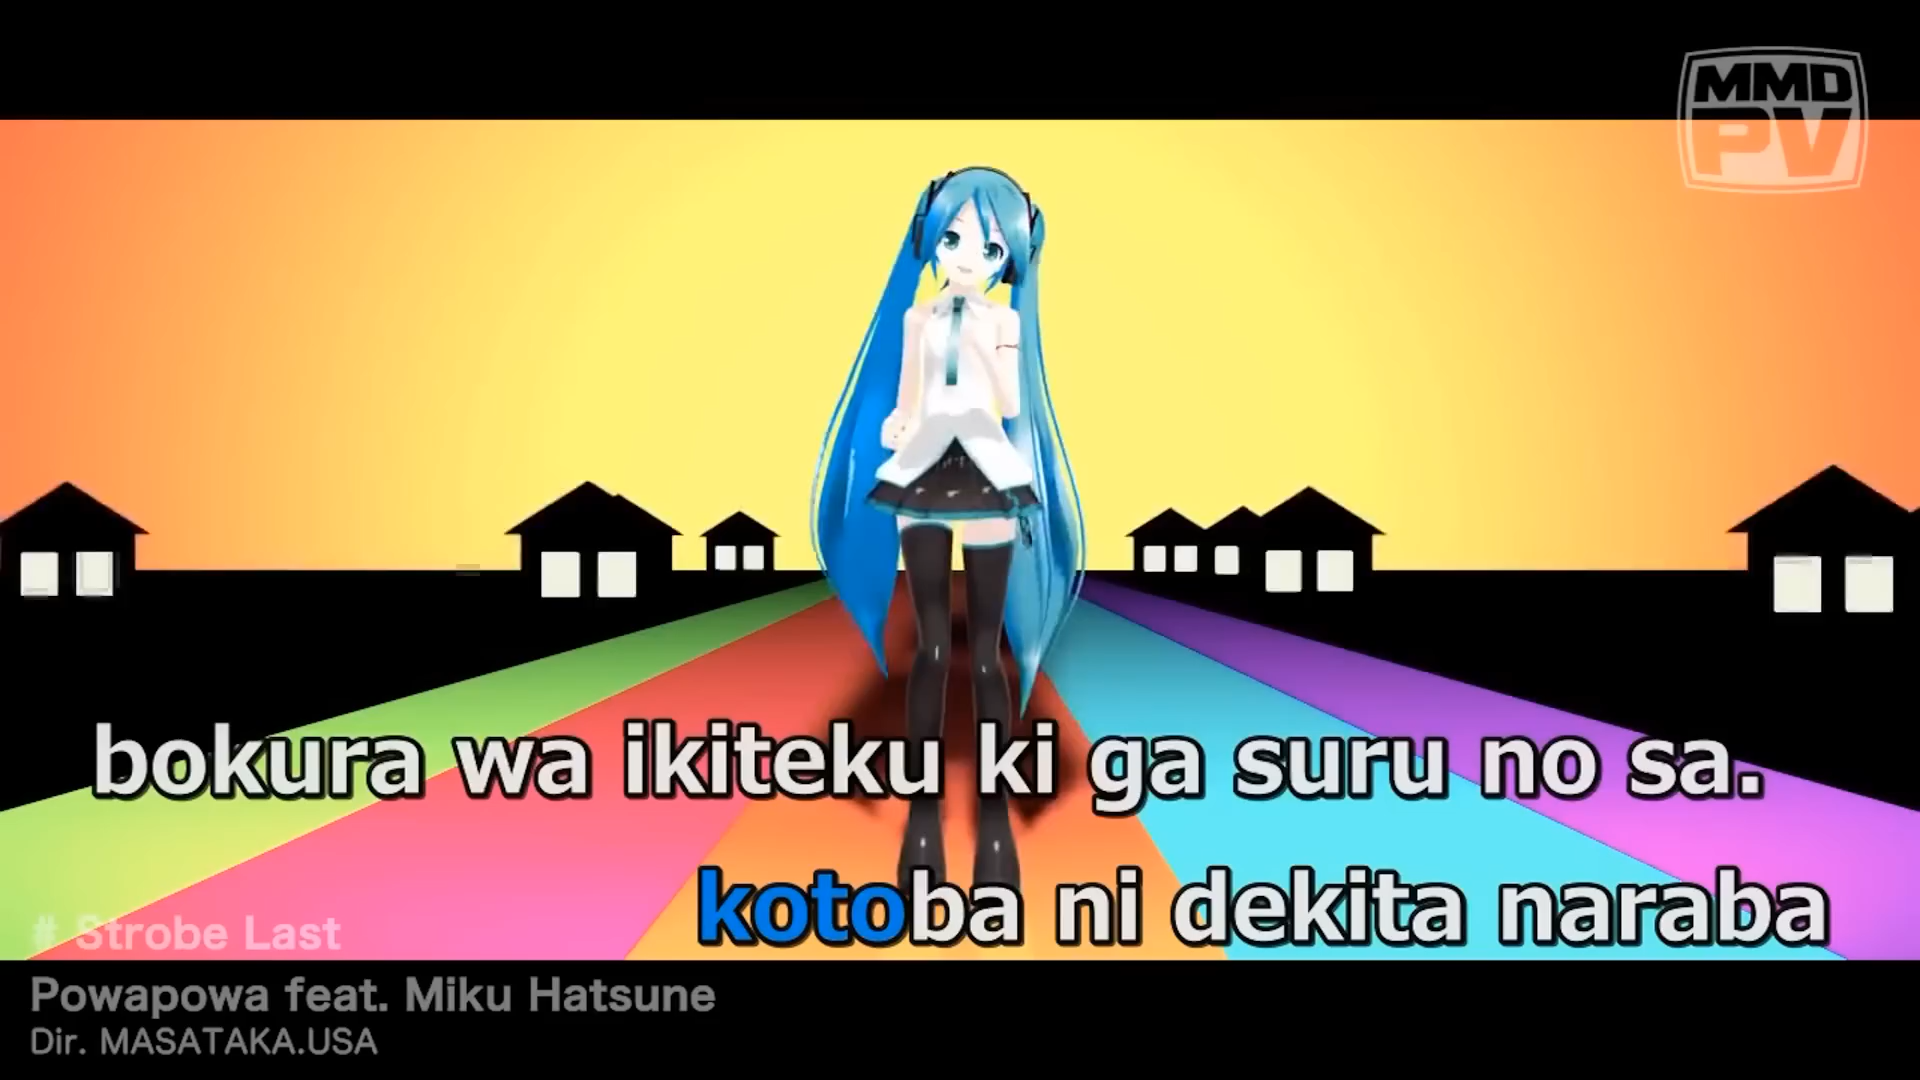 MMD
PV
bokura wa ikiteku ki ga suru no sa.
kotoba ni dekita naraba
# Strobe Last
Powapowa feat. Miku Hatsune
Dir. MASATAKA.USA